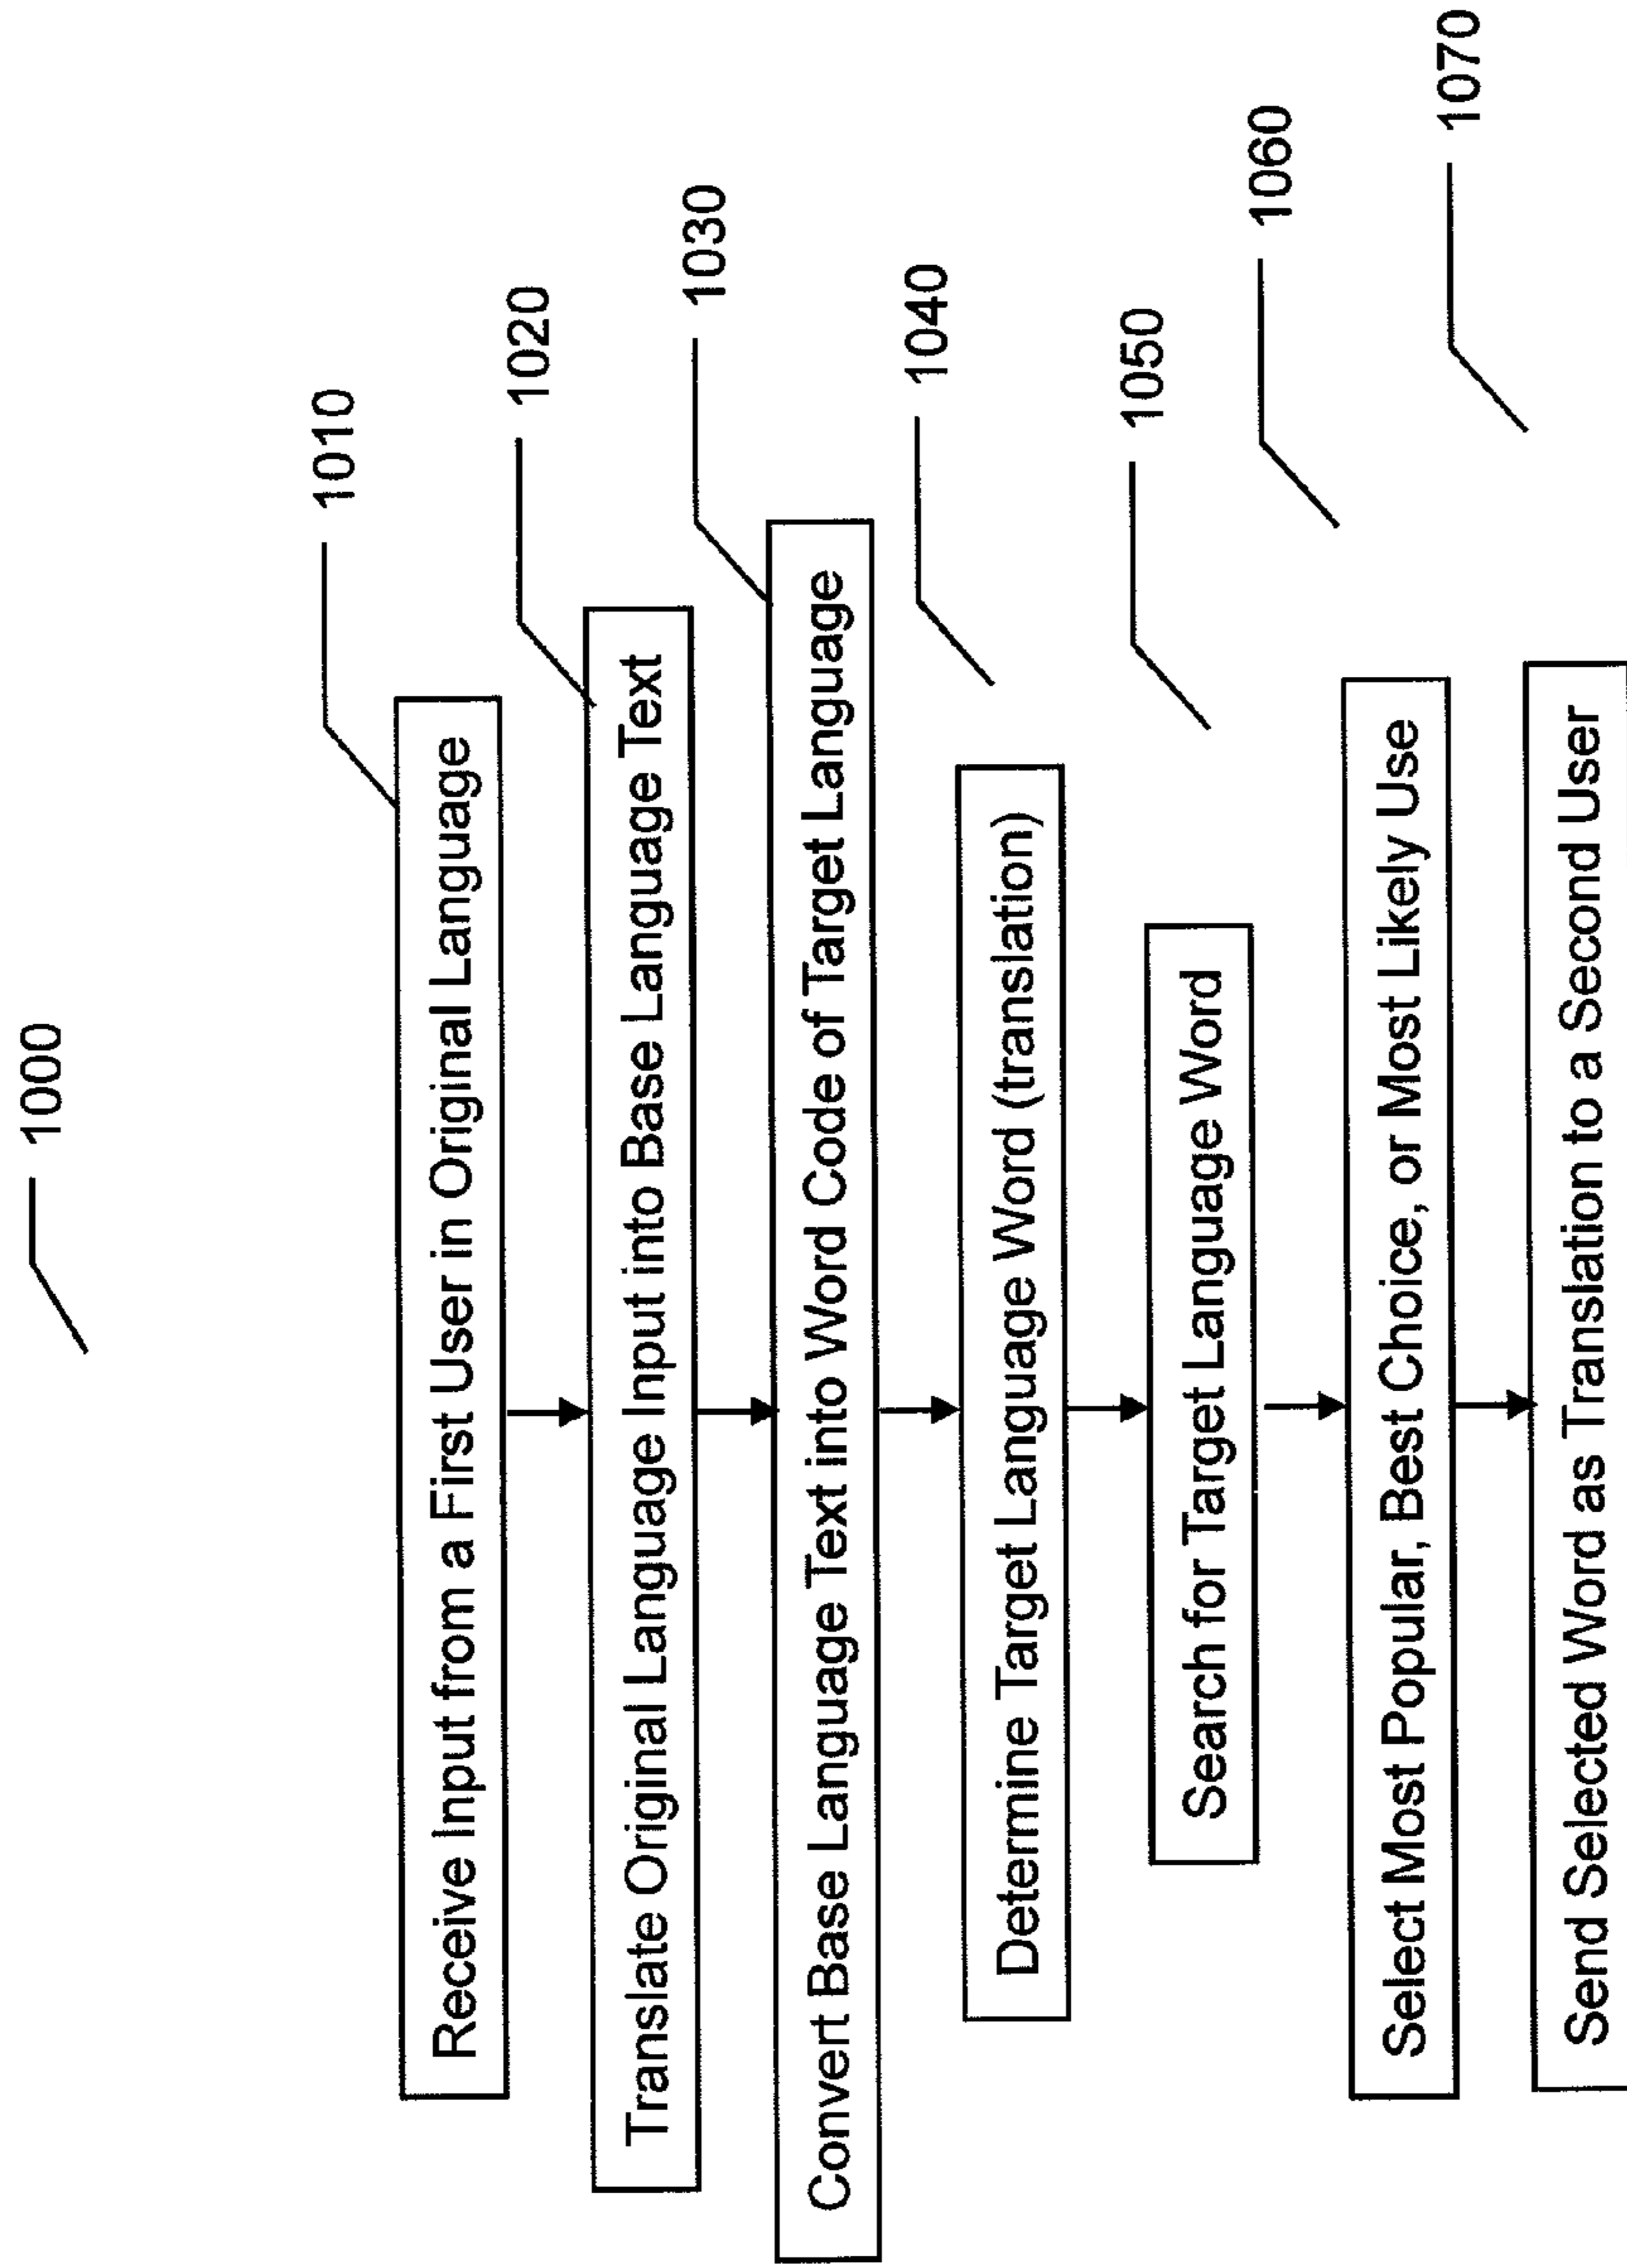 1000
1010
Receive Input from a First User in Original Language
1020
Translate Original Language Input into Base Language Text
1030
Convert Base Language Text into Word Code of Target Language
1040
Determine Target Language Word (translation)
1050
Search for Target Language Word
1060
Select Most Popular, Best Choice, or Most Likely Use
1070
Send Selected Word as Translation to a Second User